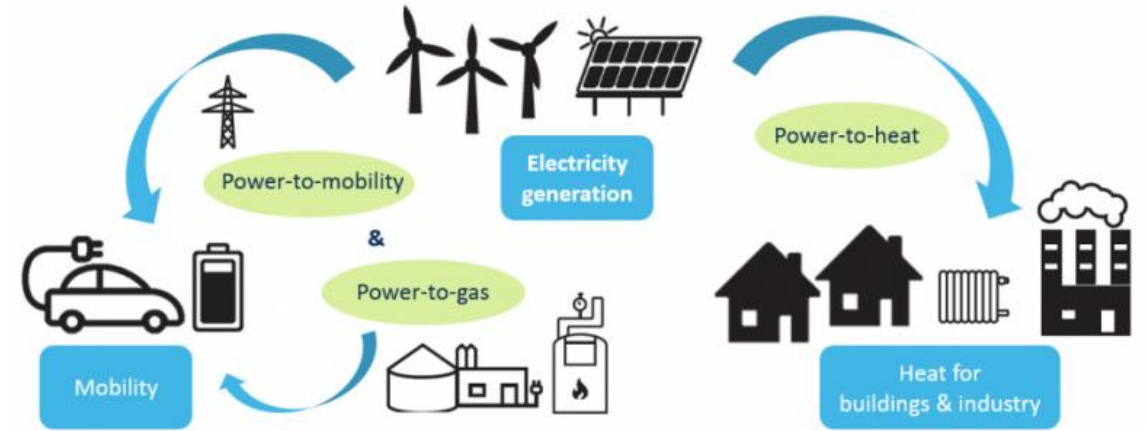 Electricity
generation
Power-to-heat
Power-to-mobility
&
Power-to-gas
Mobility
Heat for
buildings & industry